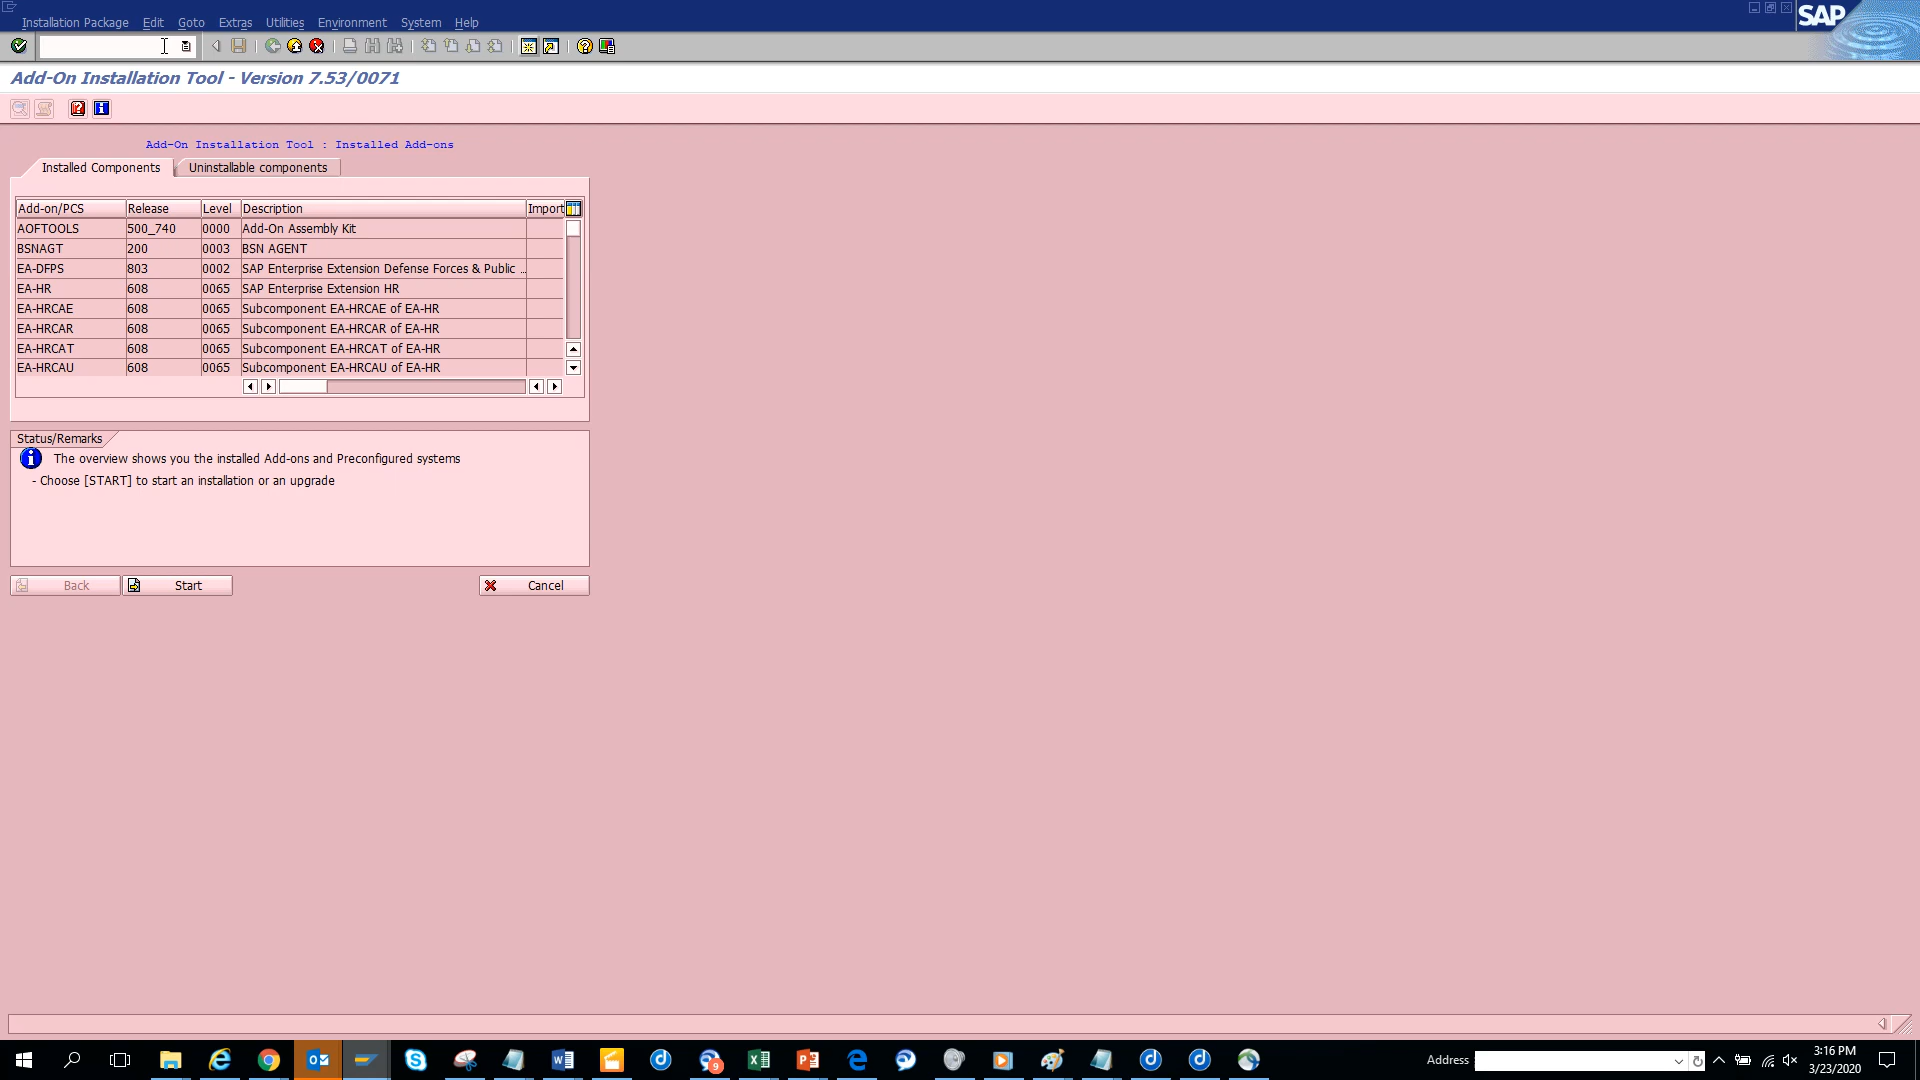 Installation Package Edit Goto Extras Utilities Environment System Help
SAP
Add-On Installation Tool - Version 7.53/0071
Add-On Installation Tool : Installed Add-ons
Installed Components Uninstallable components
Add-on/PCS Release Level Description Import
AOFTOOLS 500_740 0000 Add-On Assembly Kit
BSNAGT 200 0003 BSN AGENT
EA-DFPS 803 0002 SAP Enterprise Extension Defense Forces & Public ...
EA-HR 608 0065 SAP Enterprise Extension HR
EA-HRCAE 608 0065 Subcomponent EA-HRCAE of EA-HR
EA-HRCAR 608 0065 Subcomponent EA-HRCAR of EA-HR
EA-HRCAT 608 0065 Subcomponent EA-HRCAT of EA-HR
EA-HRCAU 608 0065 Subcomponent EA-HRCAU of EA-HR
Status/Remarks
The overview shows you the installed Add-ons and Preconfigured systems
- Choose [START] to start an installation or an upgrade
Back Start Cancel
9
Address
3:16 PM
3/23/2020